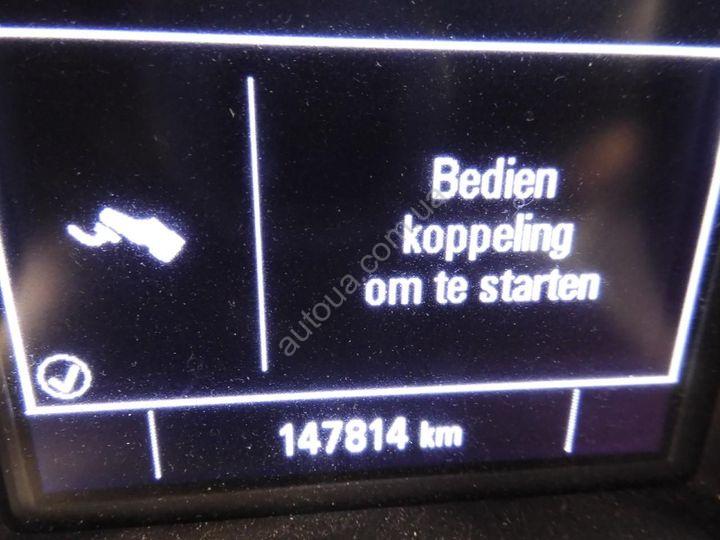 Bedien
koppeling
om te starten
147814 km
autoua.com.ua